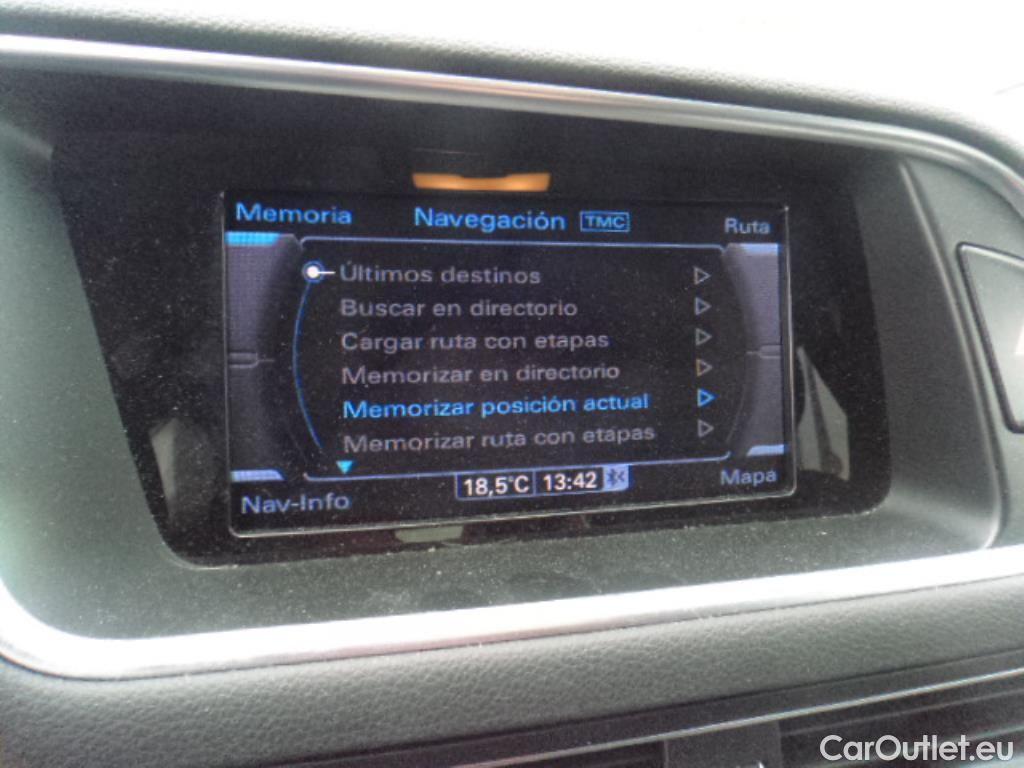 Memoria Navegación TMC Ruta
Últimos destinos
Buscar en directorio
Cargar ruta con etapas
Memorizar en directorio
Memorizar posición actual
Memorizar ruta con etapas
Nav-Info 18,5°C 13:42 Mapa
CarOutlet.eu